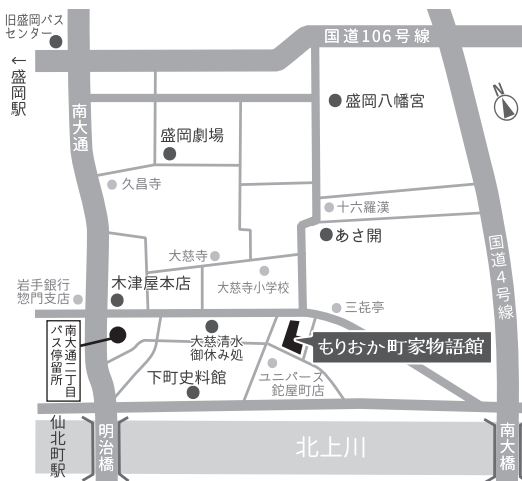 旧盛岡バス
センター
国道106号線
←盛岡駅
N
南大通
盛岡八幡宮
盛岡劇場
久昌寺
十六羅漢
あさ開
国道4号線
大慈寺
岩手銀行
惣門支店
木津屋本店
大慈寺小学校
三㐂亭
南大通二丁目
バス停留所
大慈清水
御休み処
もりおか町家物語館
下町史料館
ユニバース
鉈屋町店
仙北町駅
明治橋
北上川
南大橋